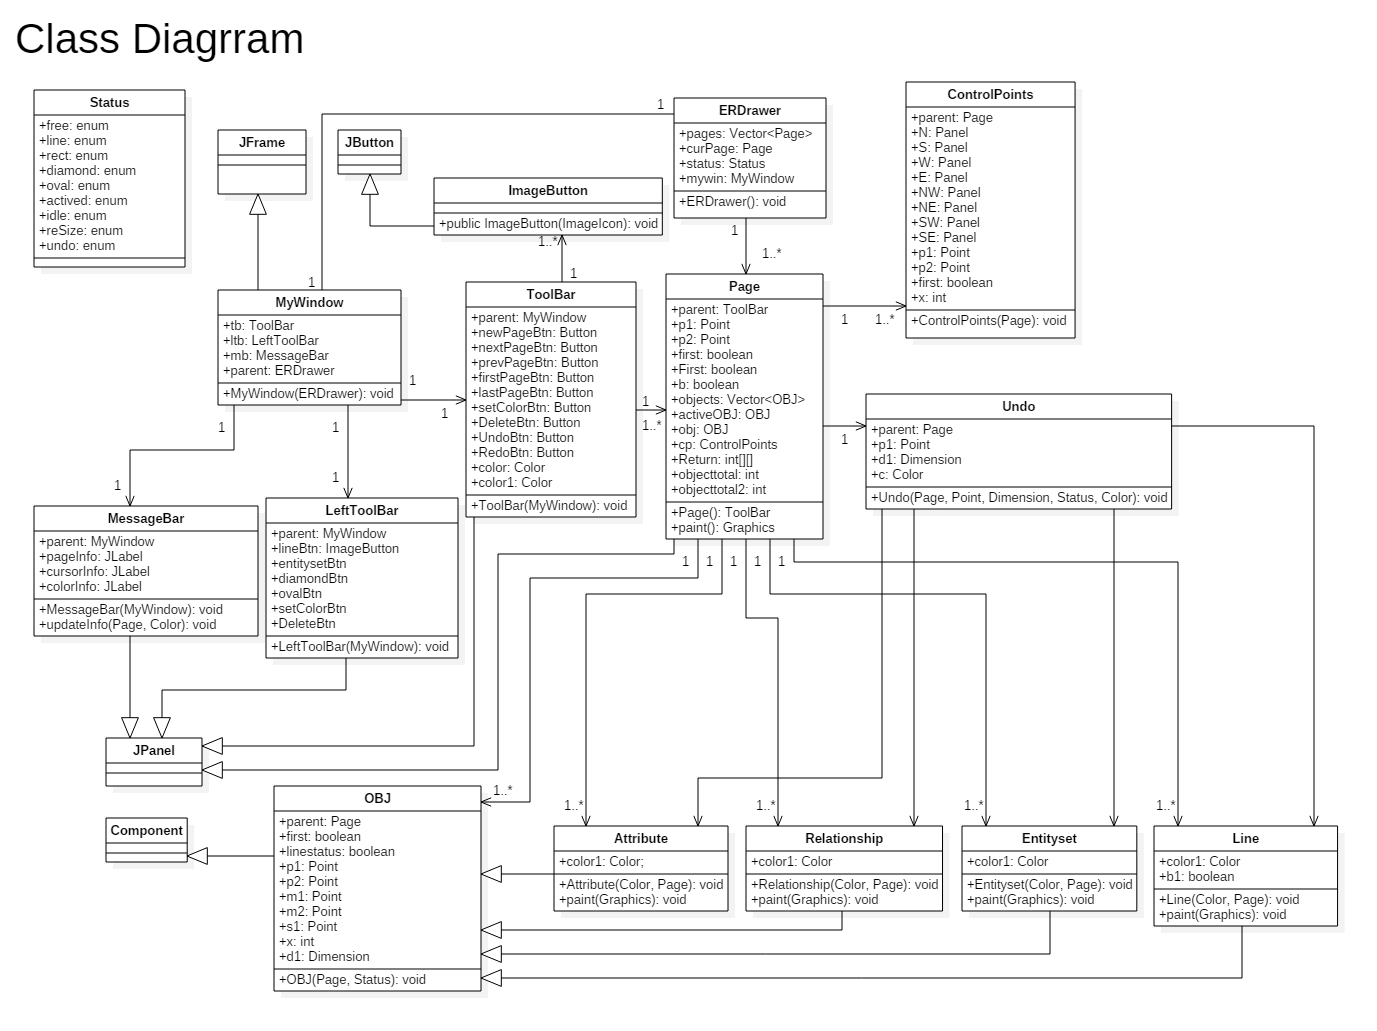 Class Diagrram
Status
+free: enum
+line: enum
+rect: enum
+diamond: enum
+oval: enum
+actived: enum
+idle: enum
+reSize: enum
+undo: enum
JFrame
JButton
ImageButton
+public ImageButton(ImageIcon): void
1
ERDrawer
+pages: Vector<Page>
+curPage: Page
+status: Status
+mywin: MyWindow
+ERDrawer(): void
ControlPoints
+parent: Page
+N: Panel
+S: Panel
+W: Panel
+E: Panel
+NW: Panel
+NE: Panel
+SW: Panel
+SE: Panel
+p1: Point
+p2: Point
+first: boolean
+x: int
+ControlPoints(Page): void
1
1..*
1..*
1
1
MyWindow
+tb: ToolBar
+ltb: LeftToolBar
+mb: MessageBar
+parent: ERDrawer
+MyWindow(ERDrawer): void
ToolBar
+parent: MyWindow
+newPageBtn: Button
+nextPageBtn: Button
+prevPageBtn: Button
+firstPageBtn: Button
+lastPageBtn: Button
+setColorBtn: Button
+DeleteBtn: Button
+UndoBtn: Button
+RedoBtn: Button
+color: Color
+color1: Color
+ToolBar(MyWindow): void
Page
+parent: ToolBar
+p1: Point
+p2: Point
+first: boolean
+First: boolean
+b: boolean
+objects: Vector<OBJ>
+activeOBJ: OBJ
+obj: OBJ
+cp: ControlPoints
+Return: int[][]
+objecttotal: int
+objecttotal2: int
+Page(): ToolBar
+paint(): Graphics
1
1..*
1
1
1
1..*
1
Undo
+parent: Page
+p1: Point
+d1: Dimension
+c: Color
+Undo(Page, Point, Dimension, Status, Color): void
1
1
1
1
MessageBar
+parent: MyWindow
+pageInfo: JLabel
+cursorInfo: JLabel
+colorInfo: JLabel
+MessageBar(MyWindow): void
+updateInfo(Page, Color): void
LeftToolBar
+parent: MyWindow
+lineBtn: ImageButton
+entitysetBtn
+diamondBtn
+ovalBtn
+setColorBtn
+DeleteBtn
+LeftToolBar(MyWindow): void
1
1
1
1
1
JPanel
Component
OBJ
+parent: Page
+first: boolean
+linestatus: boolean
+p1: Point
+p2: Point
+m1: Point
+m2: Point
+s1: Point
+x: int
+d1: Dimension
+OBJ(Page, Status): void
1..*
1..*
1..*
1..*
1..*
Attribute
+color1: Color;
+Attribute(Color, Page): void
+paint(Graphics): void
Relationship
+color1: Color
+Relationship(Color, Page): void
+paint(Graphics): void
Entityset
+color1: Color
+Entityset(Color, Page): void
+paint(Graphics): void
Line
+color1: Color
+b1: boolean
+Line(Color, Page): void
+paint(Graphics): void